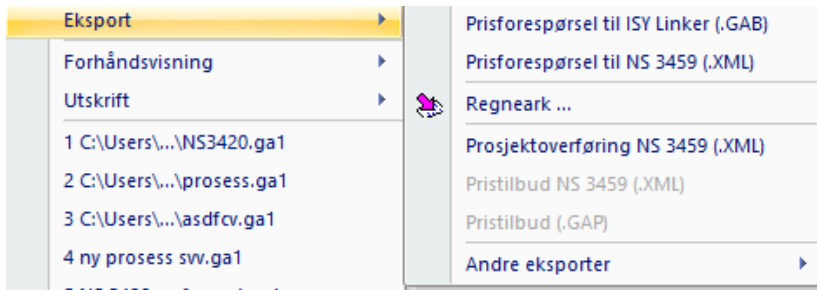 Eksport
Forhåndsvisning
Utskrift
1 C:\Users\...\NS3420.ga1
2 C:\Users\...\prosess.ga1
3 C:\Users\...\asdfcv.ga1
4 ny prosess svv.ga1
Prisforespørsel til ISY Linker (.GAB)
Prisforespørsel til NS 3459 (.XML)
Regneark ...
Prosjektoverføring NS 3459 (.XML)
Pristilbud NS 3459 (.XML)
Pristilbud (.GAP)
Andre eksporter